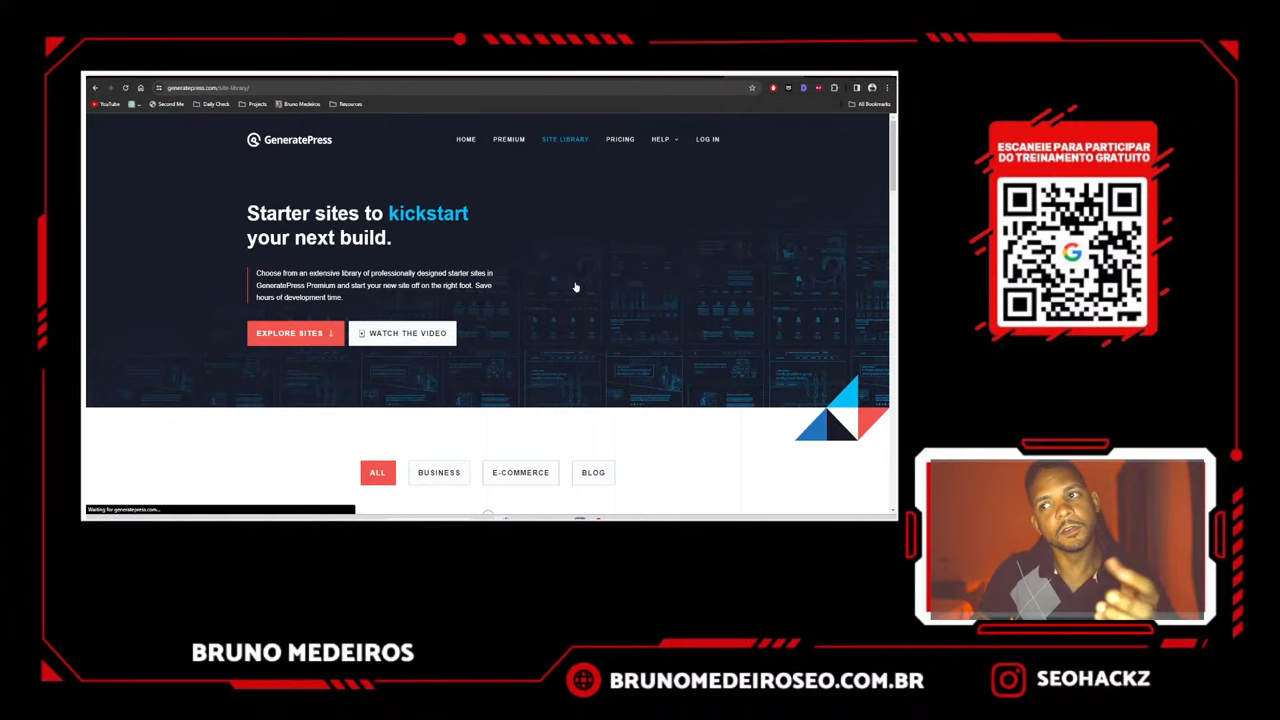 generatepress.com/site-library/
YouTube
Second Me
Daily Check
Projects
Bruno Medeiros
Resources
All Bookmarks
GeneratePress
HOME
PREMIUM
SITE LIBRARY
PRICING
HELP
LOG IN
Starter sites to kickstart
your next build.
Choose from an extensive library of professionally designed starter sites in
GeneratePress Premium and start your new site off on the right foot. Save
hours of development time.
EXPLORE SITES ↓
WATCH THE VIDEO
ALL
BUSINESS
E-COMMERCE
BLOG
Waiting for generatepress.com...
ESCANEIE PARA PARTICIPAR
DO TREINAMENTO GRATUITO
BRUNO MEDEIROS
BRUNOMEDEIROSEO.COM.BR
SEOHACKZ